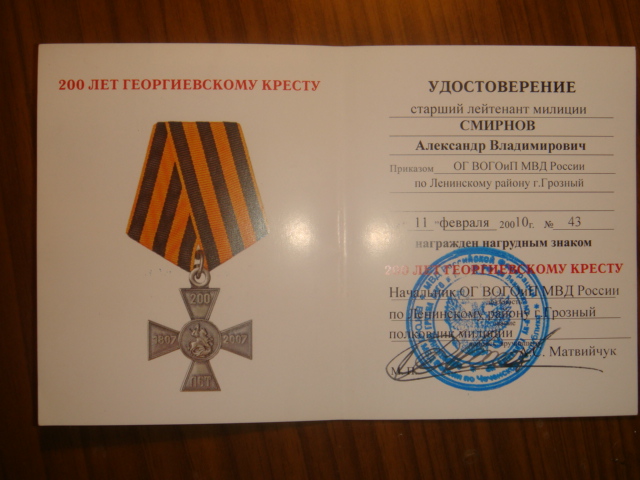 200 ЛЕТ ГЕОРГИЕВСКОМУ КРЕСТУ
200
1807 2007
ЛЕТ
УДОСТОВЕРЕНИЕ
старший лейтенант милиции
СМИРНОВ
Александр Владимирович
Приказом ОГ ВОГОиП МВД России
по Ленинскому району г.Грозный
11 февраля 20010г. № 43
награжден нагрудным знаком
200 ЛЕТ ГЕОРГИЕВСКОМУ КРЕСТУ
Начальник ОГ ВОГОиП МВД России
по Ленинскому району г.Грозный
полковник милиции
С. Матвийчук
М.П.